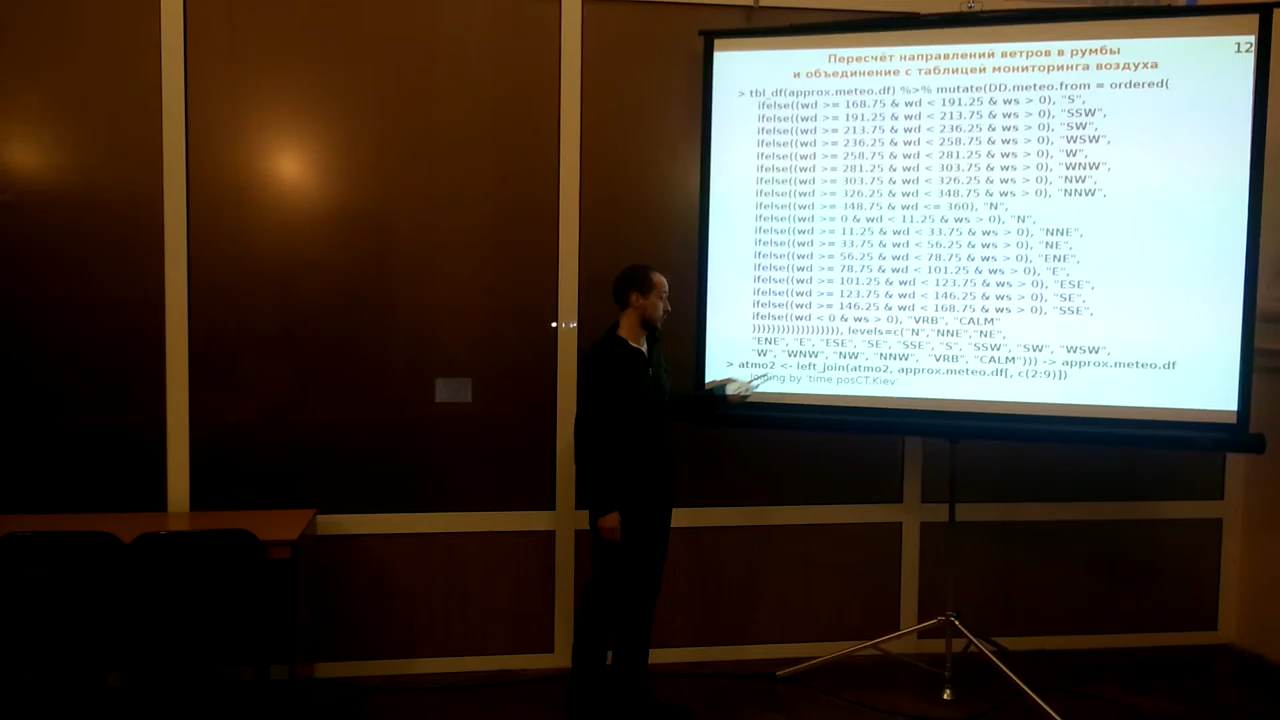 12
Пересчёт направлений ветров в румбы
и объединение с таблицей мониторинга воздуха
> tbl_df(approx.meteo.df) %>% mutate(DD.meteo.from = ordered(
ifelse((wd >= 168.75 & wd < 191.25 & ws > 0), "S",
ifelse((wd >= 191.25 & wd < 213.75 & ws > 0), "SSW",
ifelse((wd >= 213.75 & wd < 236.25 & ws > 0), "SW",
ifelse((wd >= 236.25 & wd < 258.75 & ws > 0), "WSW",
ifelse((wd >= 258.75 & wd < 281.25 & ws > 0), "W",
ifelse((wd >= 281.25 & wd < 303.75 & ws > 0), "WNW",
ifelse((wd >= 303.75 & wd < 326.25 & ws > 0), "NW",
ifelse((wd >= 326.25 & wd < 348.75 & ws > 0), "NNW",
ifelse((wd >= 348.75 & wd <= 360), "N",
ifelse((wd >= 0 & wd < 11.25 & ws > 0), "N",
ifelse((wd >= 11.25 & wd < 33.75 & ws > 0), "NNE",
ifelse((wd >= 33.75 & wd < 56.25 & ws > 0), "NE",
ifelse((wd >= 56.25 & wd < 78.75 & ws > 0), "ENE",
ifelse((wd >= 78.75 & wd < 101.25 & ws > 0), "E",
ifelse((wd >= 101.25 & wd < 123.75 & ws > 0), "ESE",
ifelse((wd >= 123.75 & wd < 146.25 & ws > 0), "SE",
ifelse((wd >= 146.25 & wd < 168.75 & ws > 0), "SSE",
ifelse((wd < 0 & ws > 0), "VRB", "CALM"
)))))))))))))))))), levels=c("N","NNE","NE",
"ENE", "E", "ESE", "SE", "SSE", "S", "SSW", "SW", "WSW",
"W", "WNW", "NW", "NNW", "VRB", "CALM"))) -> approx.meteo.df
> atmo2 <- left_join(atmo2, approx.meteo.df[, c(2:9)])
Joining by 'time.posCT.Kiev'